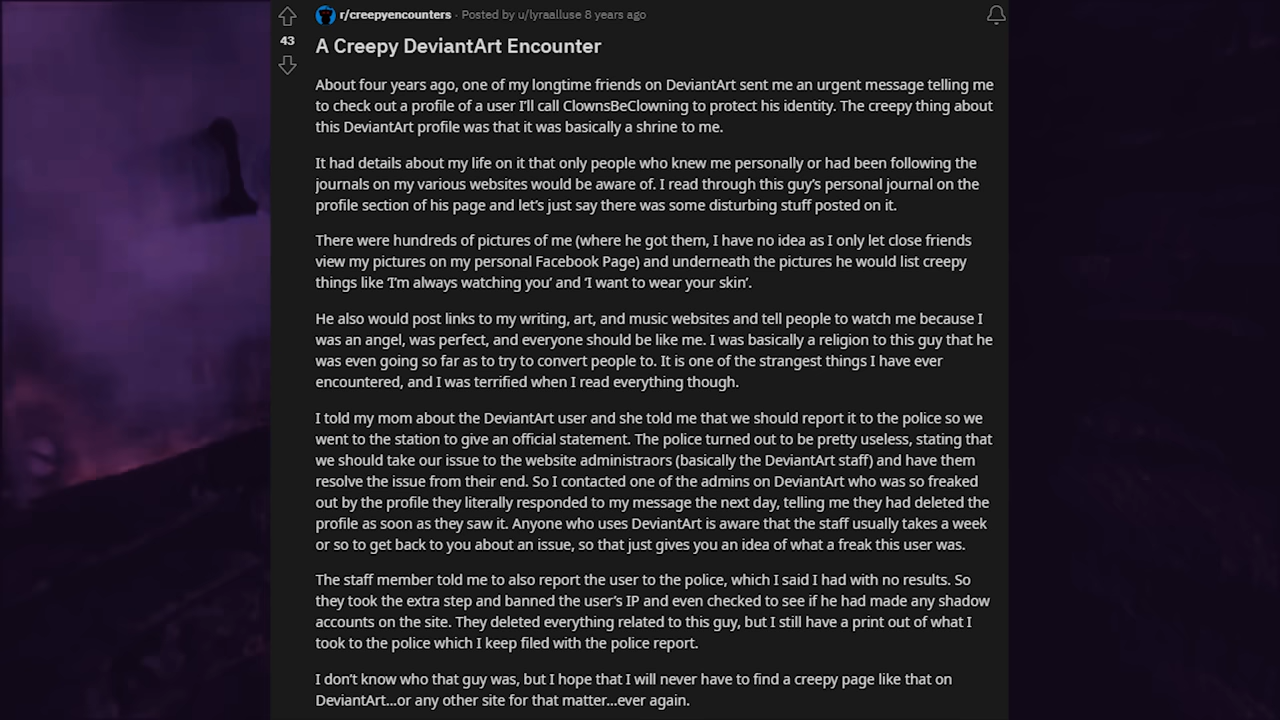 r/creepyencounters · Posted by u/lyraalluse 8 years ago
43
A Creepy DeviantArt Encounter
About four years ago, one of my longtime friends on DeviantArt sent me an urgent message telling me
to check out a profile of a user I'll call ClownsBeClowning to protect his identity. The creepy thing about
this DeviantArt profile was that it was basically a shrine to me.
It had details about my life on it that only people who knew me personally or had been following the
journals on my various websites would be aware of. I read through this guy's personal journal on the
profile section of his page and let's just say there was some disturbing stuff posted on it.
There were hundreds of pictures of me (where he got them, I have no idea as I only let close friends
view my pictures on my personal Facebook Page) and underneath the pictures he would list creepy
things like 'I'm always watching you' and 'I want to wear your skin'.
He also would post links to my writing, art, and music websites and tell people to watch me because I
was an angel, was perfect, and everyone should be like me. I was basically a religion to this guy that he
was even going so far as to try to convert people to. It is one of the strangest things I have ever
encountered, and I was terrified when I read everything though.
I told my mom about the DeviantArt user and she told me that we should report it to the police so we
went to the station to give an official statement. The police turned out to be pretty useless, stating that
we should take our issue to the website administraors (basically the DeviantArt staff) and have them
resolve the issue from their end. So I contacted one of the admins on DeviantArt who was so freaked
out by the profile they literally responded to my message the next day, telling me they had deleted the
profile as soon as they saw it. Anyone who uses DeviantArt is aware that the staff usually takes a week
or so to get back to you about an issue, so that just gives you an idea of what a freak this user was.
The staff member told me to also report the user to the police, which I said I had with no results. So
they took the extra step and banned the user's IP and even checked to see if he had made any shadow
accounts on the site. They deleted everything related to this guy, but I still have a print out of what I
took to the police which I keep filed with the police report.
I don't know who that guy was, but I hope that I will never have to find a creepy page like that on
DeviantArt...or any other site for that matter...ever again.